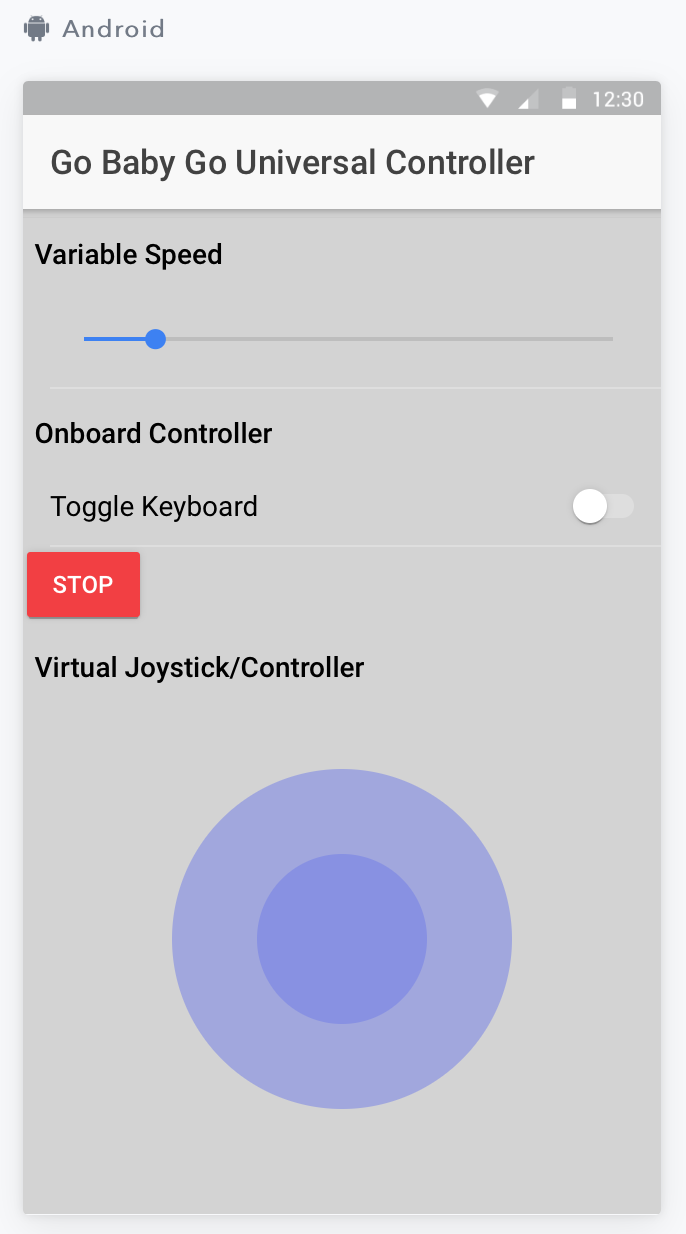 Android
12:30
Go Baby Go Universal Controller
Variable Speed
Onboard Controller
Toggle Keyboard
STOP
Virtual Joystick/Controller